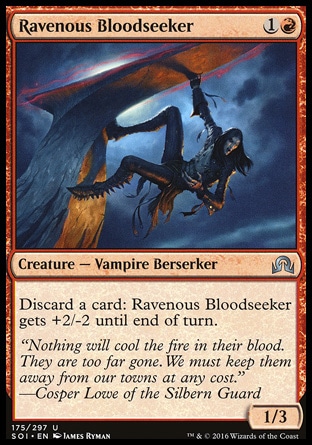 Ravenous Bloodseeker 1
Creature — Vampire Berserker
Discard a card: Ravenous Bloodseeker
gets +2/-2 until end of turn.
“Nothing will cool the fire in their blood.
They are too far gone. We must keep them
away from our towns at any cost.”
—Cosper Lowe of the Silbern Guard
1/3
175/297 U
SOI • EN James Ryman
™ & © 2016 Wizards of the Coast